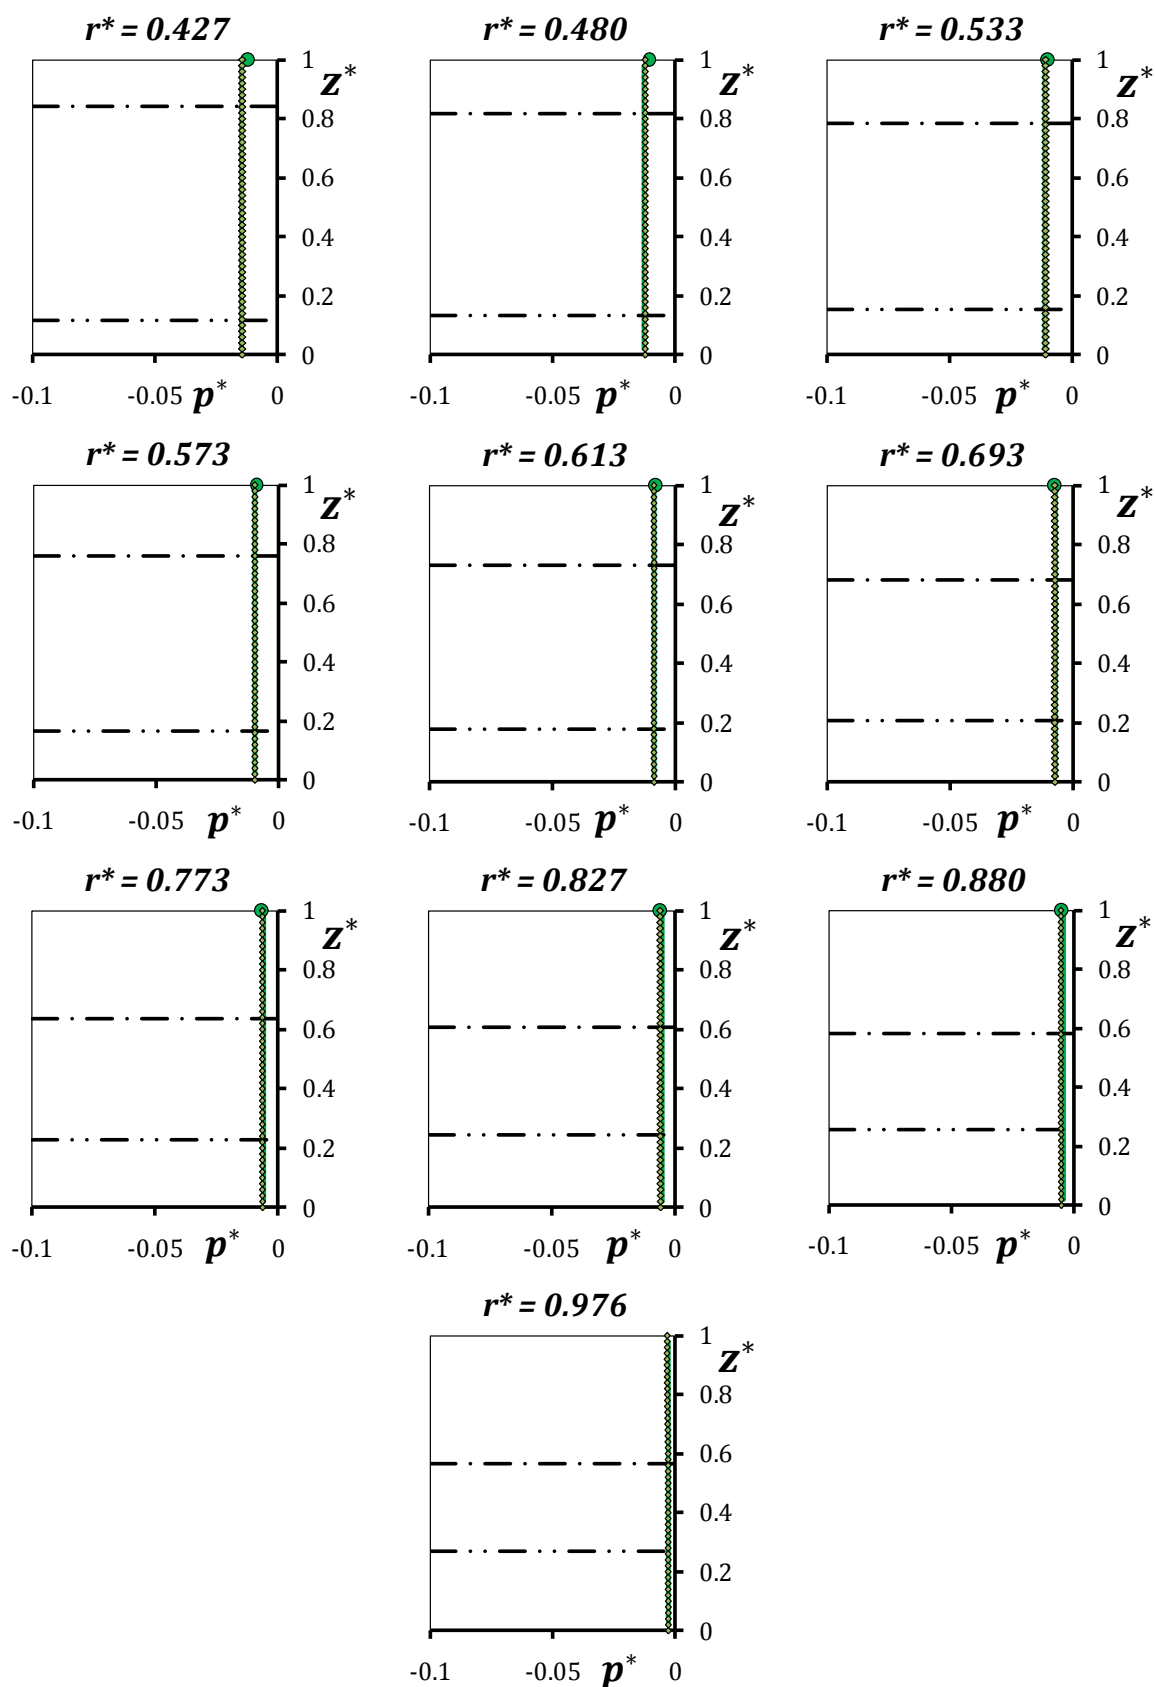 r* = 0.427 r* = 0.480 r* = 0.533
1 1 1
z* z* z*
0.8 0.8 0.8
0.6 0.6 0.6
0.4 0.4 0.4
0.2 0.2 0.2
0 0 0
-0.1 -0.05 p* 0 -0.1 -0.05 p* 0 -0.1 -0.05 p* 0
r* = 0.573 r* = 0.613 r* = 0.693
1 1 1
z* z* z*
0.8 0.8 0.8
0.6 0.6 0.6
0.4 0.4 0.4
0.2 0.2 0.2
0 0 0
-0.1 -0.05 p* 0 -0.1 -0.05 p* 0 -0.1 -0.05 p* 0
r* = 0.773 r* = 0.827 r* = 0.880
1 1 1
z* z* z*
0.8 0.8 0.8
0.6 0.6 0.6
0.4 0.4 0.4
0.2 0.2 0.2
0 0 0
-0.1 -0.05 p* 0 -0.1 -0.05 p* 0 -0.1 -0.05 p* 0
r* = 0.976
1
z*
0.8
0.6
0.4
0.2
0
-0.1 -0.05 p* 0